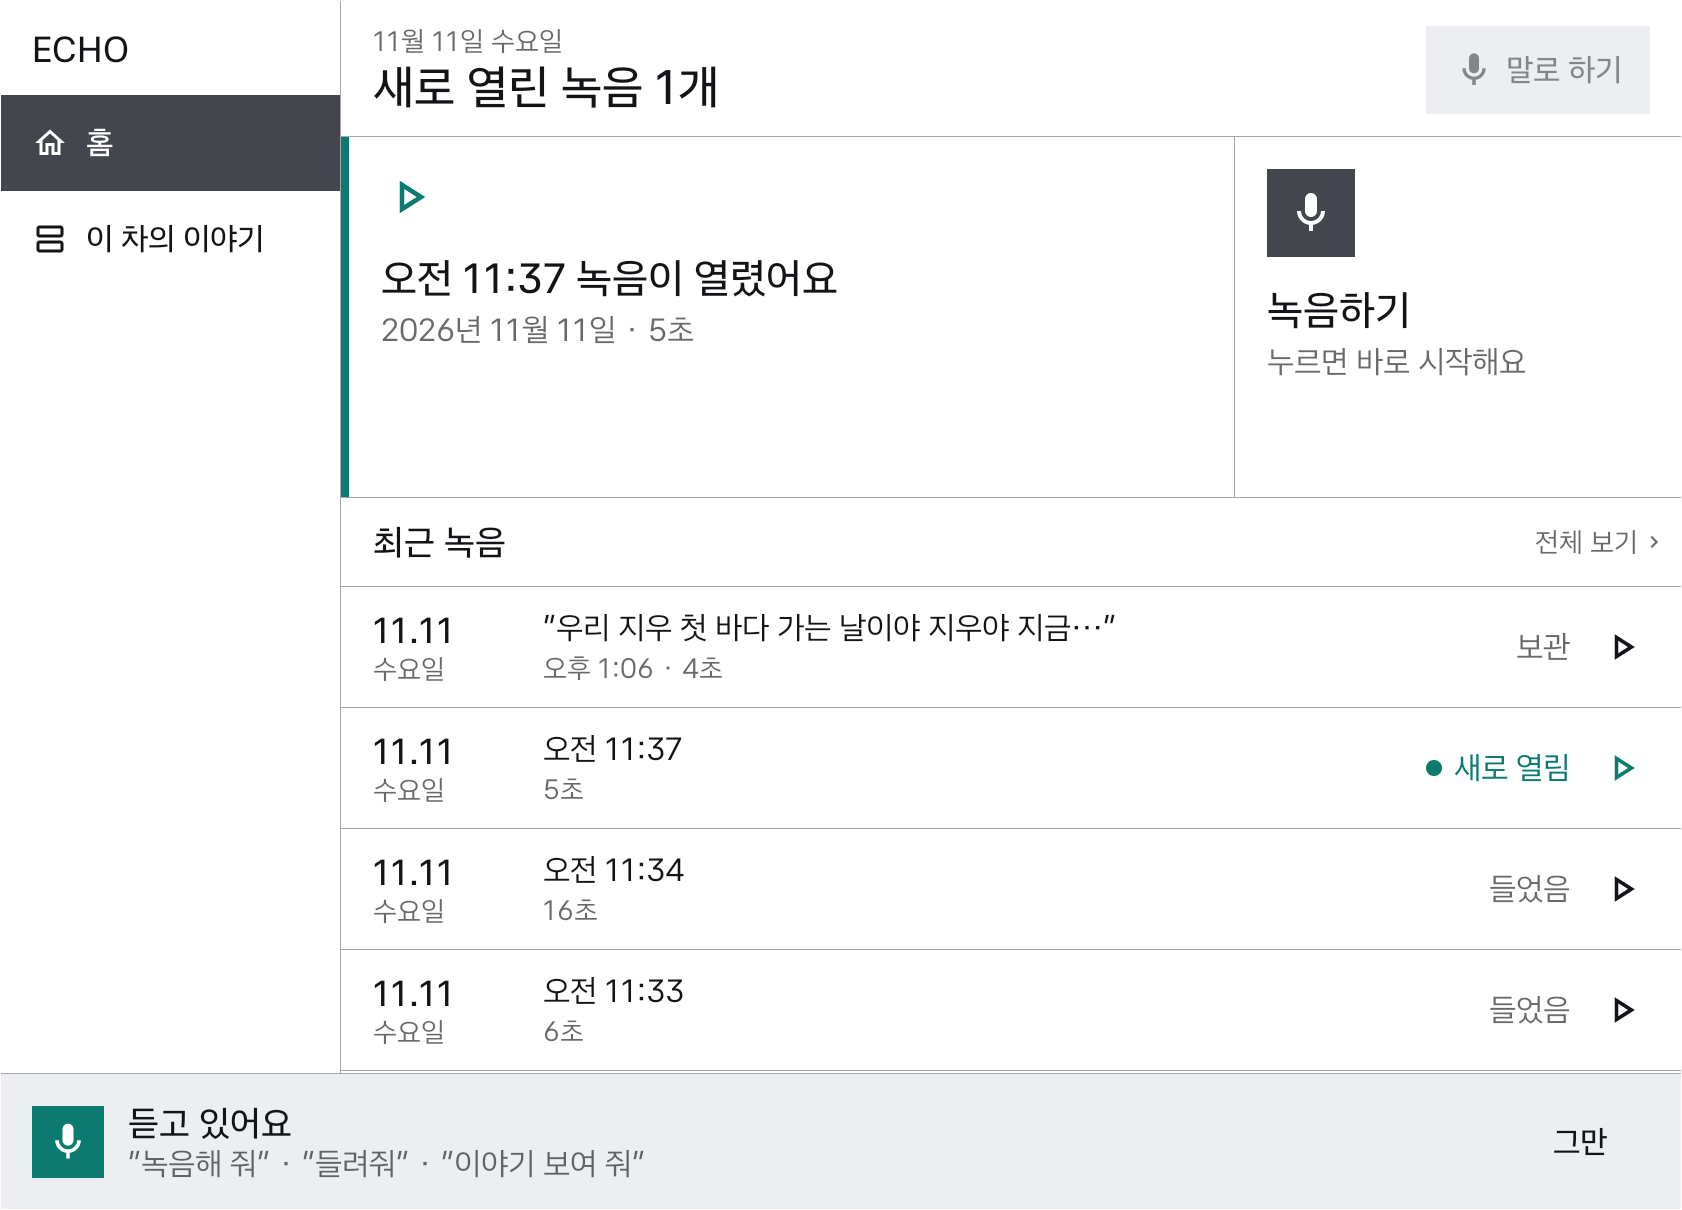 ECHO
홈
이 차의 이야기
11월 11일 수요일
새로 열린 녹음 1개
말로 하기
오전 11:37 녹음이 열렸어요
2026년 11월 11일 · 5초
녹음하기
누르면 바로 시작해요
최근 녹음
전체 보기
11.11
수요일
"우리 지우 첫 바다 가는 날이야 지우야 지금…"
오후 1:06 · 4초
보관
11.11
수요일
오전 11:37
5초
새로 열림
11.11
수요일
오전 11:34
16초
들었음
11.11
수요일
오전 11:33
6초
들었음
듣고 있어요
"녹음해 줘" · "들려줘" · "이야기 보여 줘"
그만